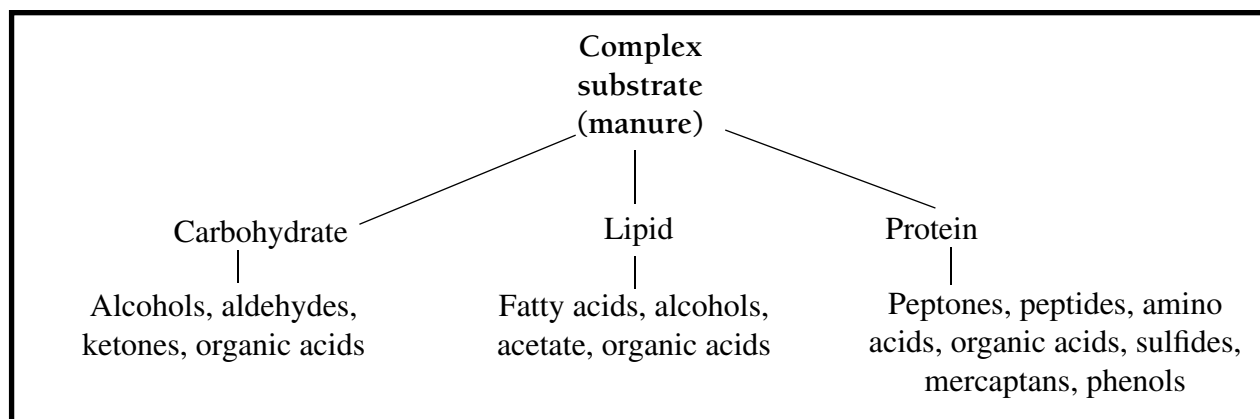 Complex
substrate
(manure)
Carbohydrate
Lipid
Protein
Alcohols, aldehydes,
ketones, organic acids
Fatty acids, alcohols,
acetate, organic acids
Peptones, peptides, amino
acids, organic acids, sulfides,
mercaptans, phenols